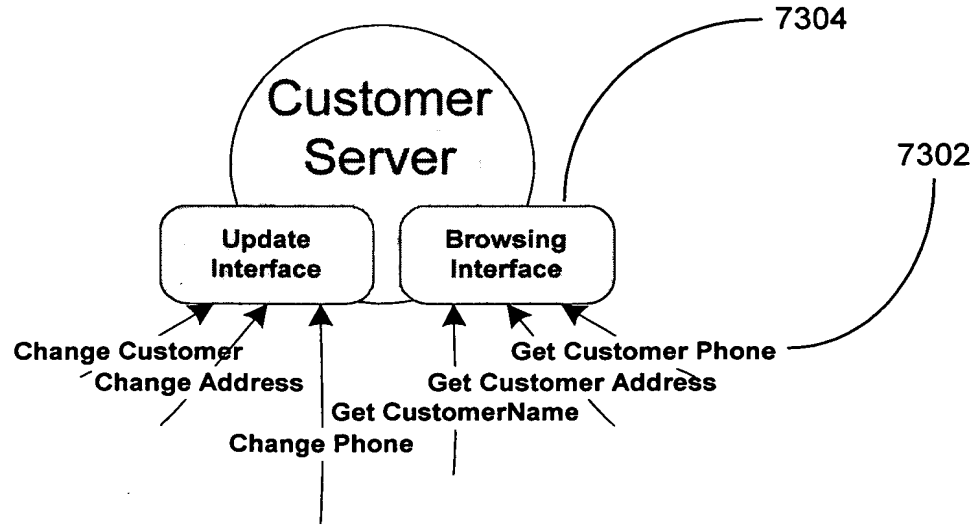 7304
Customer
Server
7302
Update
Interface
Browsing
Interface
Change Customer
Get Customer Phone
Change Address
Get Customer Address
Get CustomerName
Change Phone